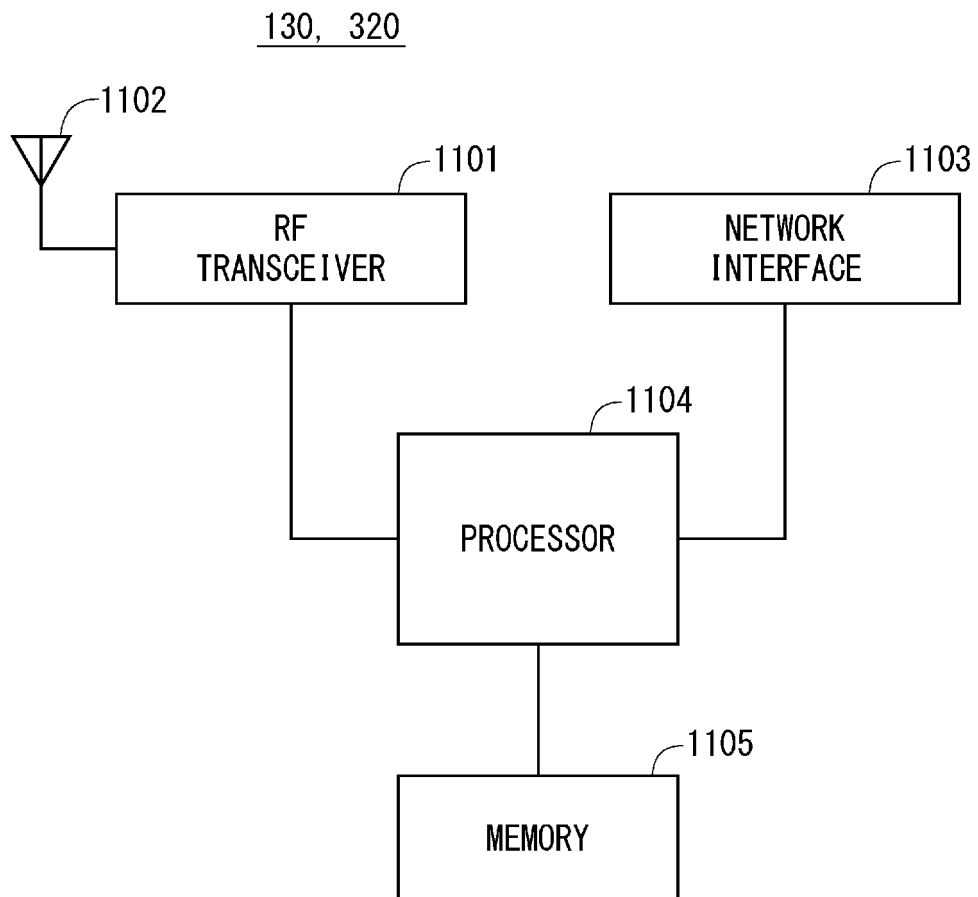 130, 320
1102
1101
1103
RF
TRANSCEIVER
NETWORK
INTERFACE
1104
PROCESSOR
1105
MEMORY